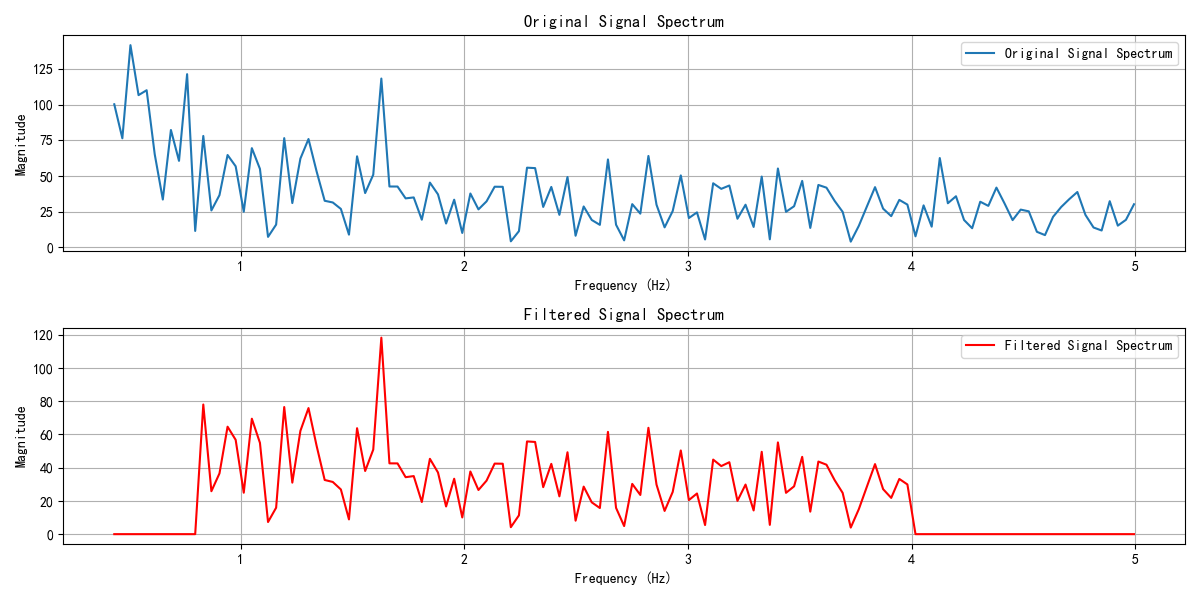 Original Signal Spectrum
Original Signal Spectrum
Magnitude
125
100
75
50
25
0
1
2
3
4
5
Frequency (Hz)
Filtered Signal Spectrum
Filtered Signal Spectrum
Magnitude
120
100
80
60
40
20
0
1
2
3
4
5
Frequency (Hz)